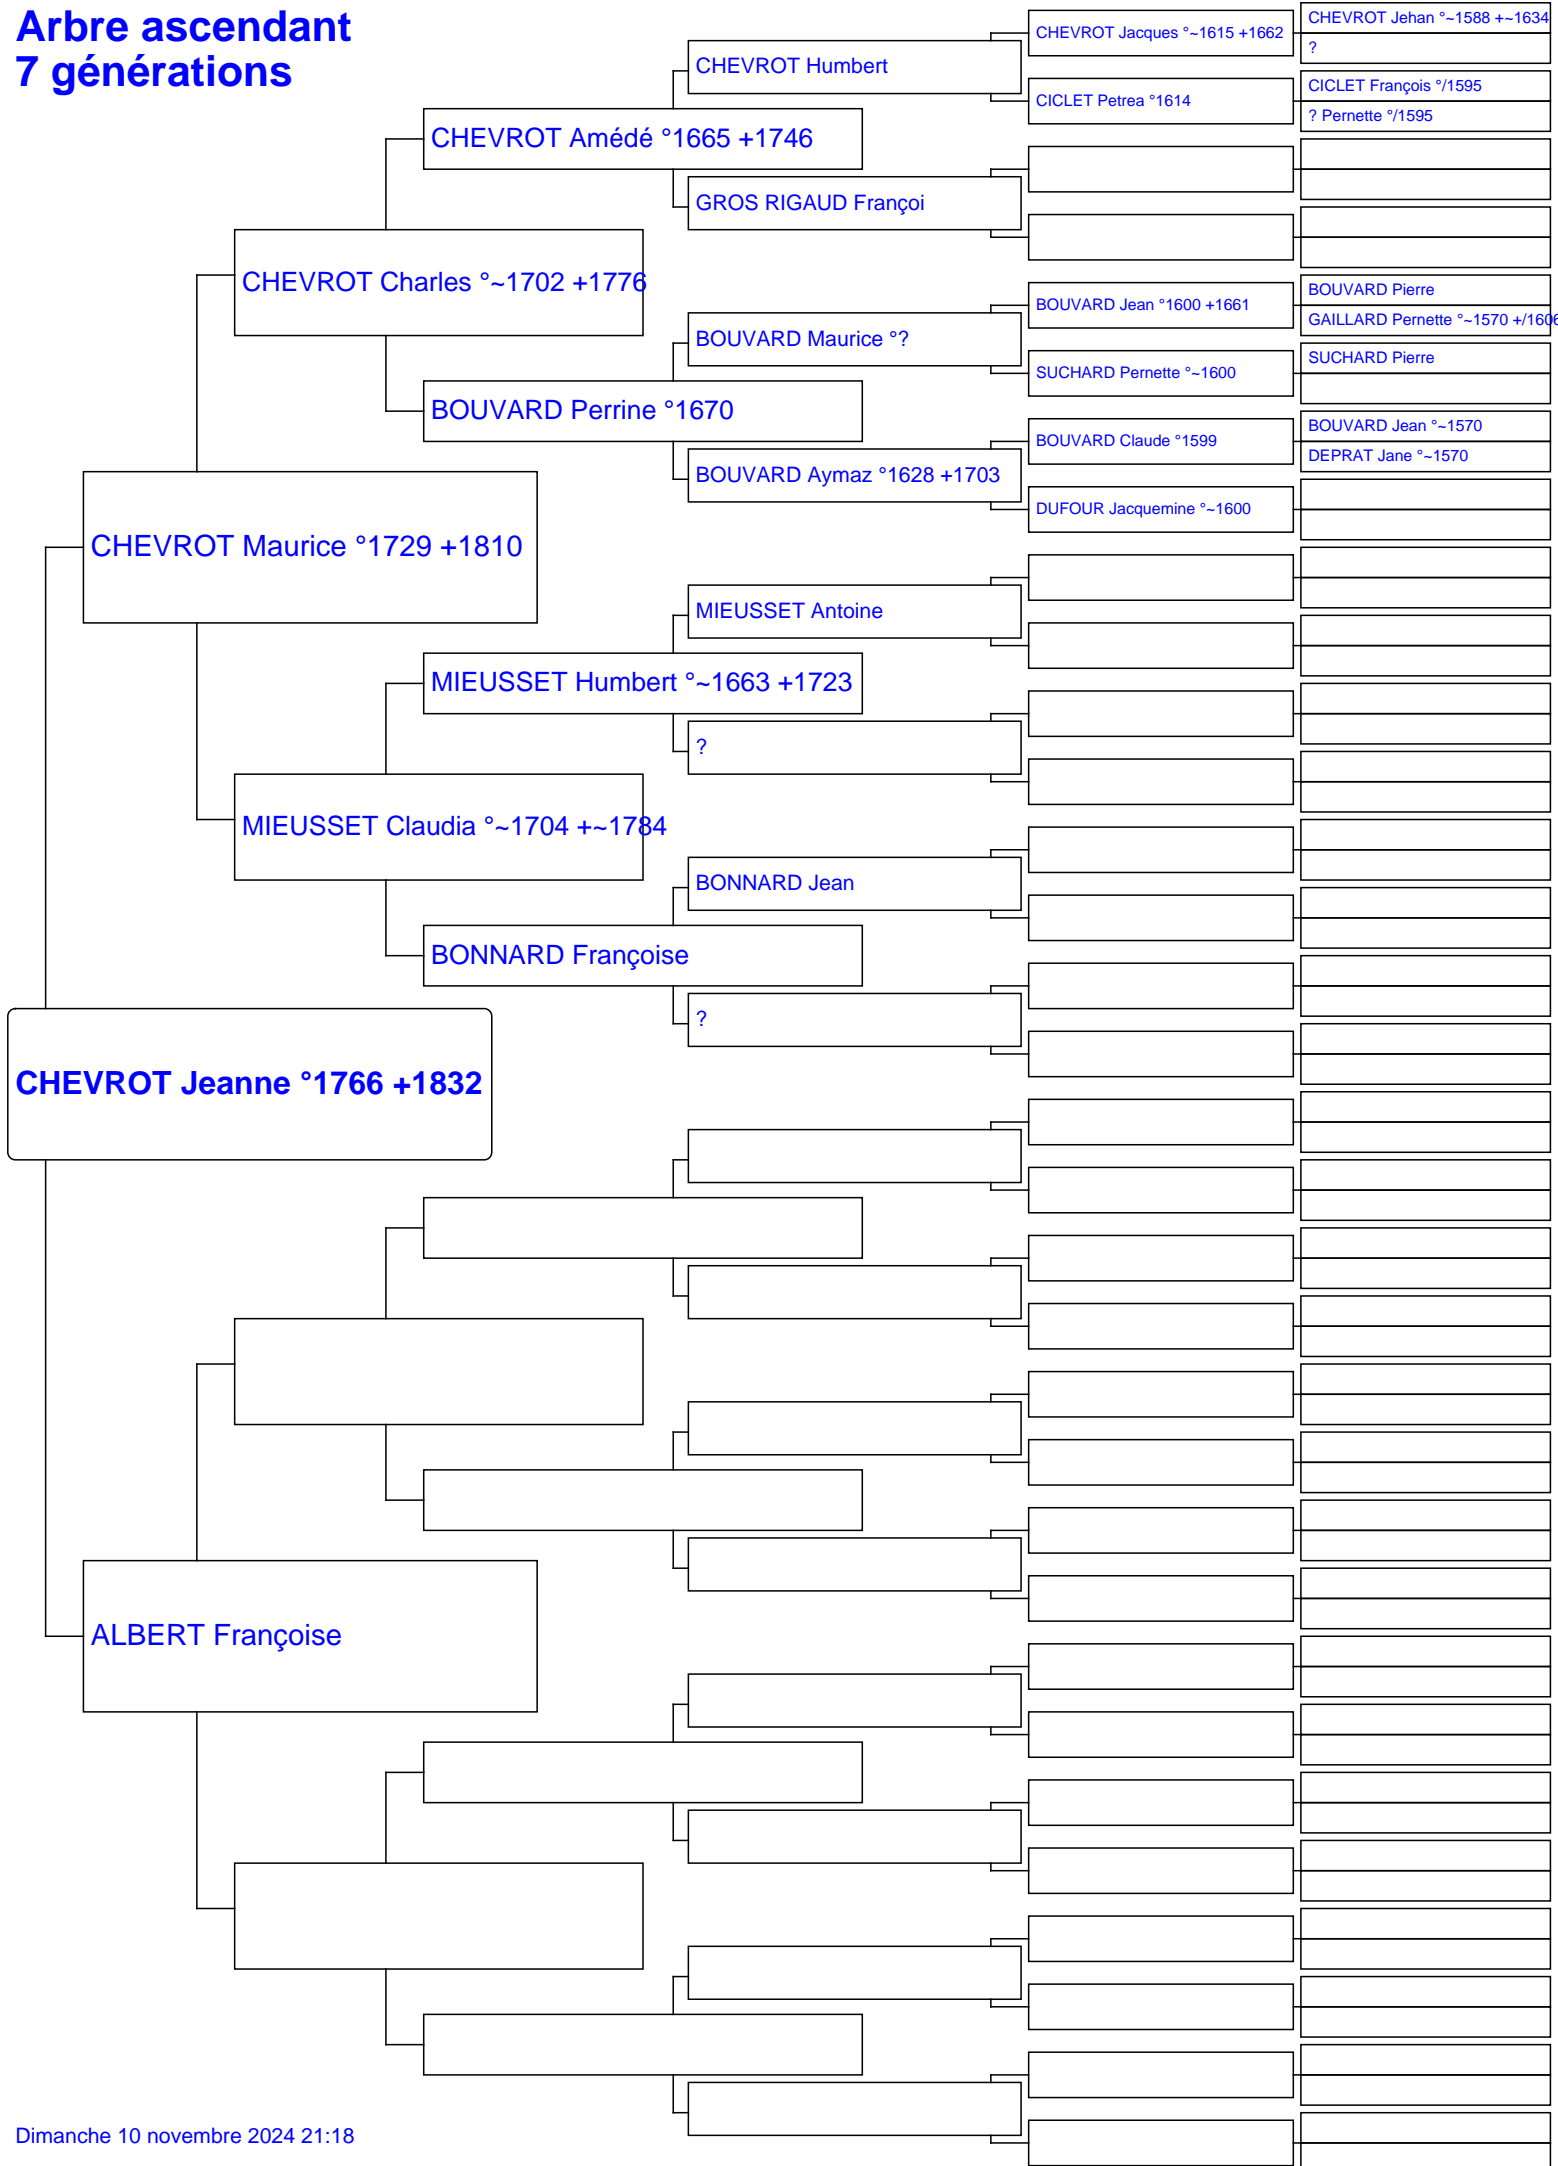 Arbre ascendant
7 générations
CHEVROT Jehan °~1588 +~1634
CHEVROT Jacques °~1615 +1662
?
CHEVROT Humbert
CICLET François °/1595
CICLET Petrea °1614
? Pernette °/1595
CHEVROT Amédé °1665 +1746
GROS RIGAUD Françoi
CHEVROT Charles °~1702 +1776
BOUVARD Pierre
BOUVARD Jean °1600 +1661
GAILLARD Pernette °~1570 +/1606
BOUVARD Maurice °?
SUCHARD Pierre
SUCHARD Pernette °~1600
BOUVARD Perrine °1670
BOUVARD Jean °~1570
BOUVARD Claude °1599
DEPRAT Jane °~1570
BOUVARD Aymaz °1628 +1703
DUFOUR Jacquemine °~1600
CHEVROT Maurice °1729 +1810
MIEUSSET Antoine
MIEUSSET Humbert °~1663 +1723
?
MIEUSSET Claudia °~1704 +~1784
BONNARD Jean
BONNARD Françoise
?
CHEVROT Jeanne °1766 +1832
ALBERT Françoise
Dimanche 10 novembre 2024 21:18